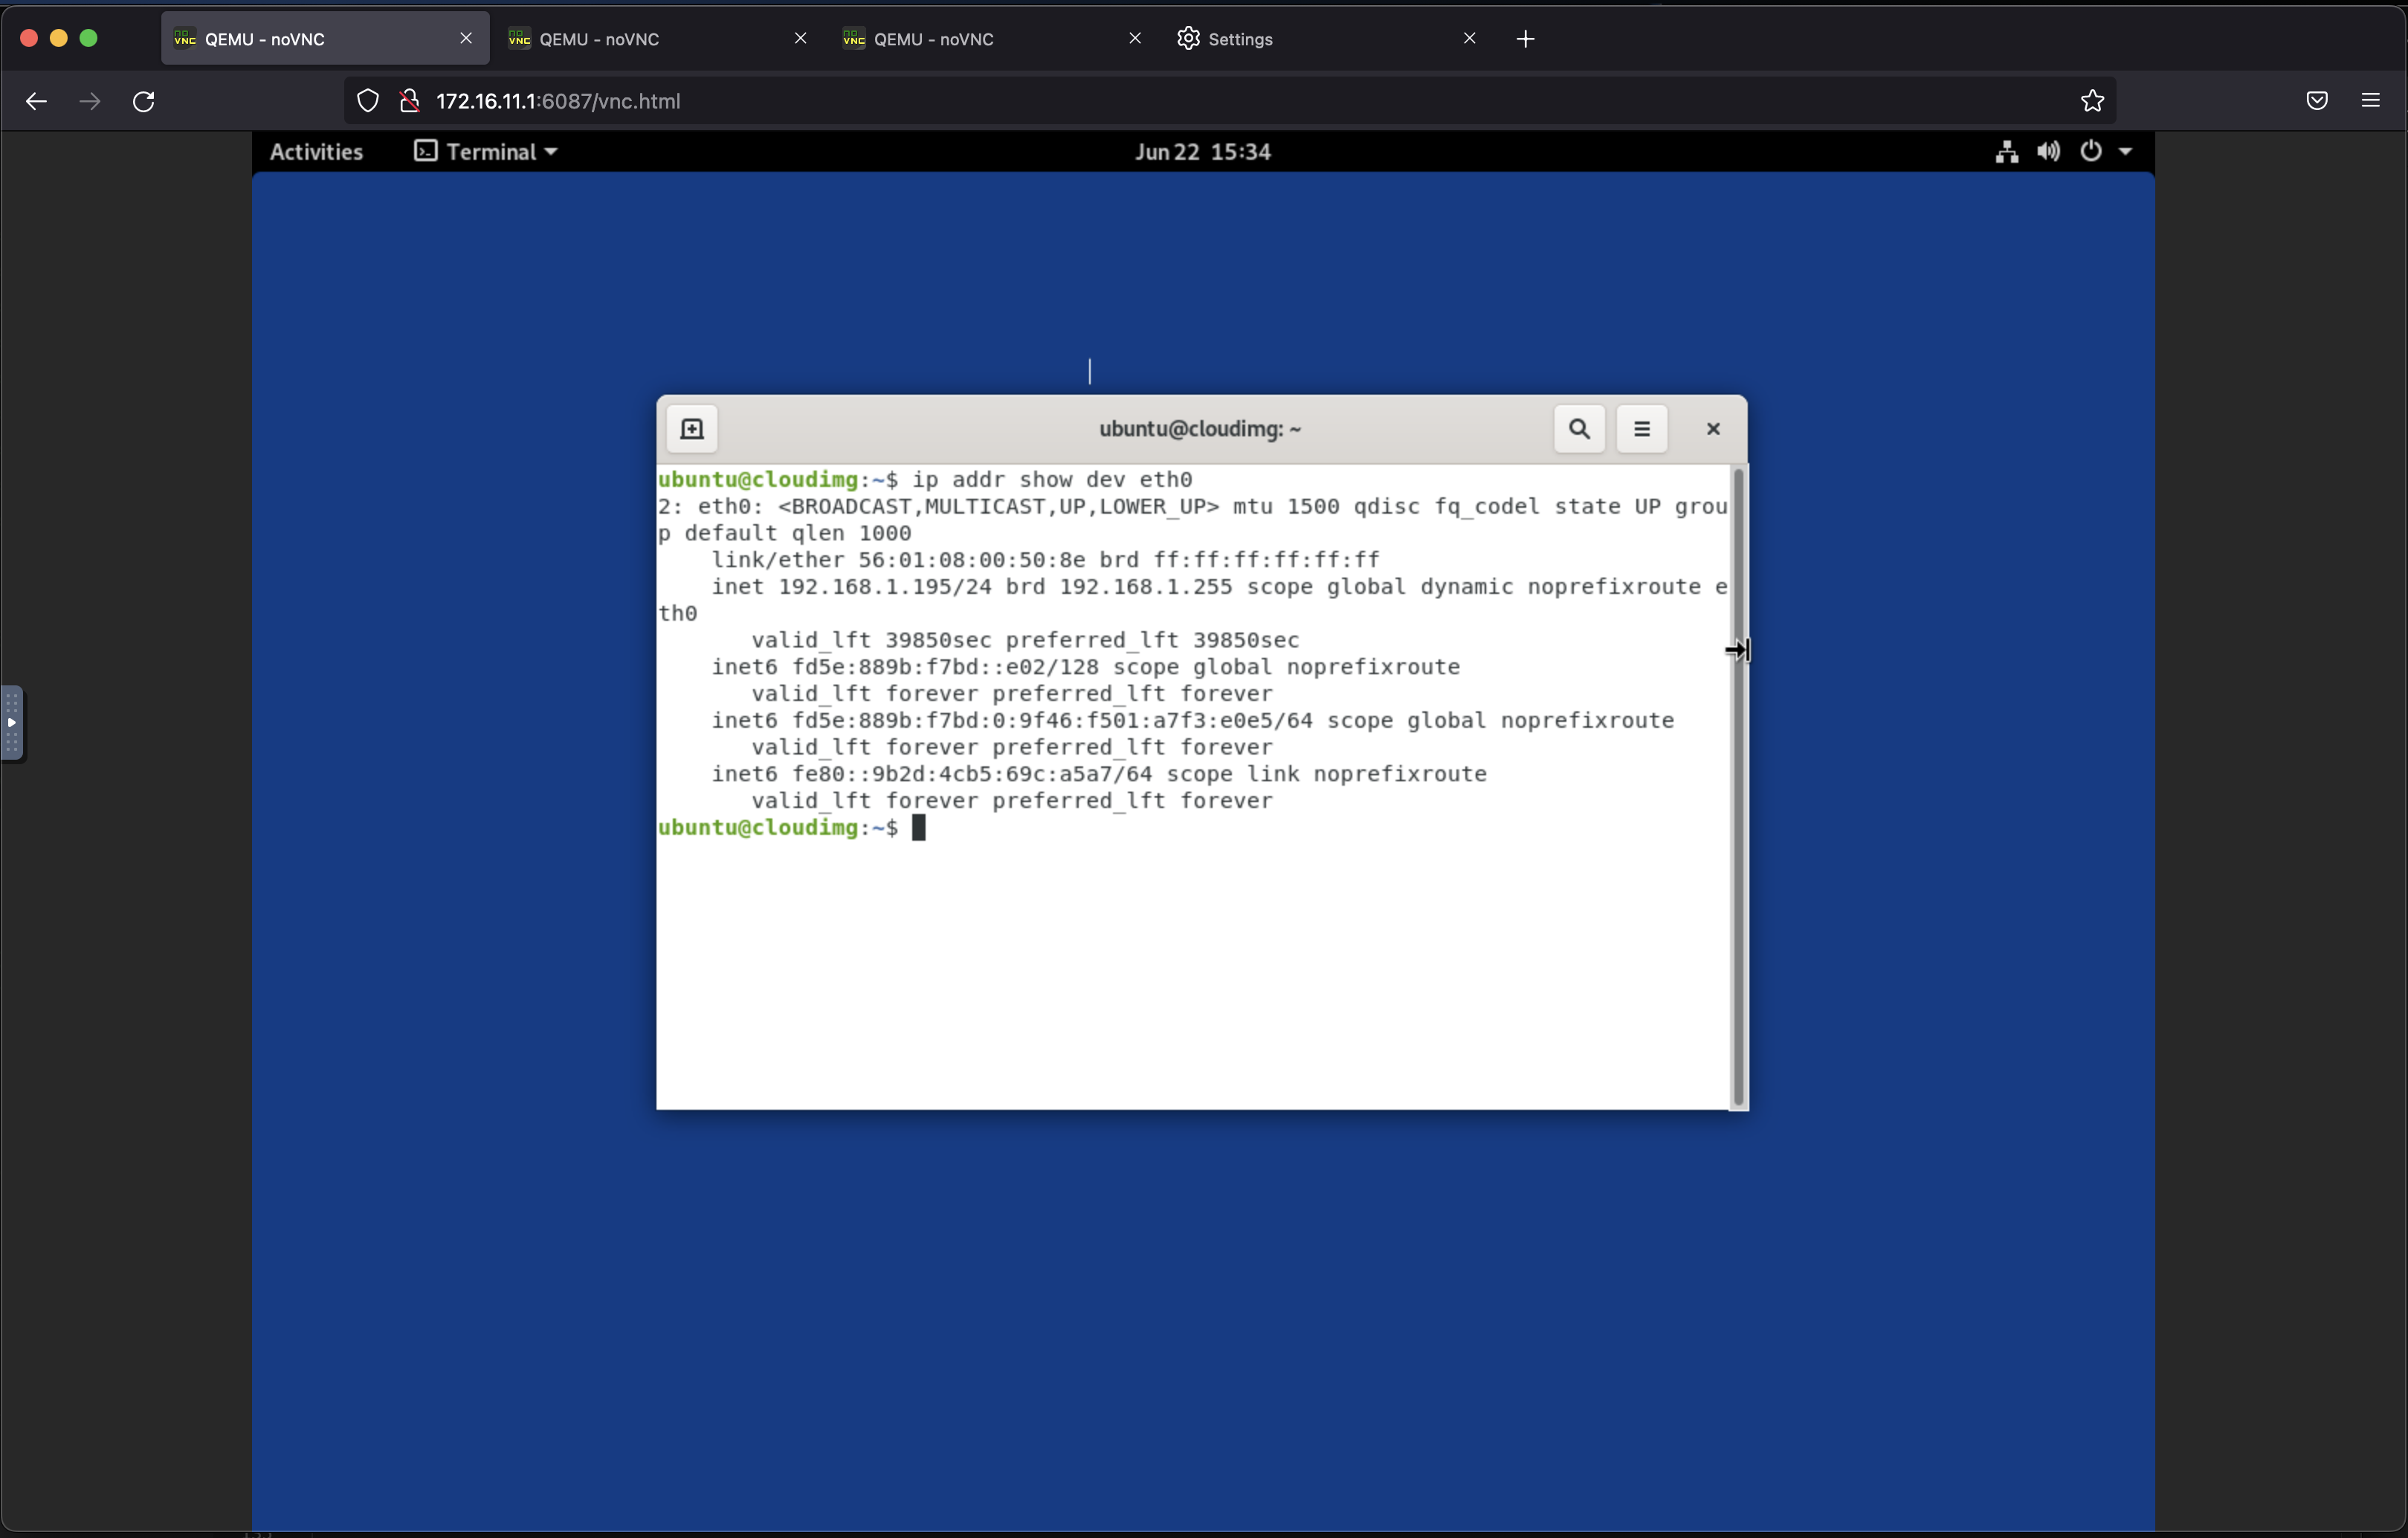 QEMU - noVNC
QEMU - noVNC
QEMU - noVNC
Settings
172.16.11.1:6087/vnc.html
Activities
Terminal
Jun 22 15:34
ubuntu@cloudimg: ~
ubuntu@cloudimg:~$ ip addr show dev eth0
2: eth0: <BROADCAST,MULTICAST,UP,LOWER_UP> mtu 1500 qdisc fq_codel state UP grou
p default qlen 1000
    link/ether 56:01:08:00:50:8e brd ff:ff:ff:ff:ff:ff
    inet 192.168.1.195/24 brd 192.168.1.255 scope global dynamic noprefixroute e
th0
       valid_lft 39850sec preferred_lft 39850sec
    inet6 fd5e:889b:f7bd::e02/128 scope global noprefixroute
       valid_lft forever preferred_lft forever
    inet6 fd5e:889b:f7bd:0:9f46:f501:a7f3:e0e5/64 scope global noprefixroute
       valid_lft forever preferred_lft forever
    inet6 fe80::9b2d:4cb5:69c:a5a7/64 scope link noprefixroute
       valid_lft forever preferred_lft forever
ubuntu@cloudimg:~$